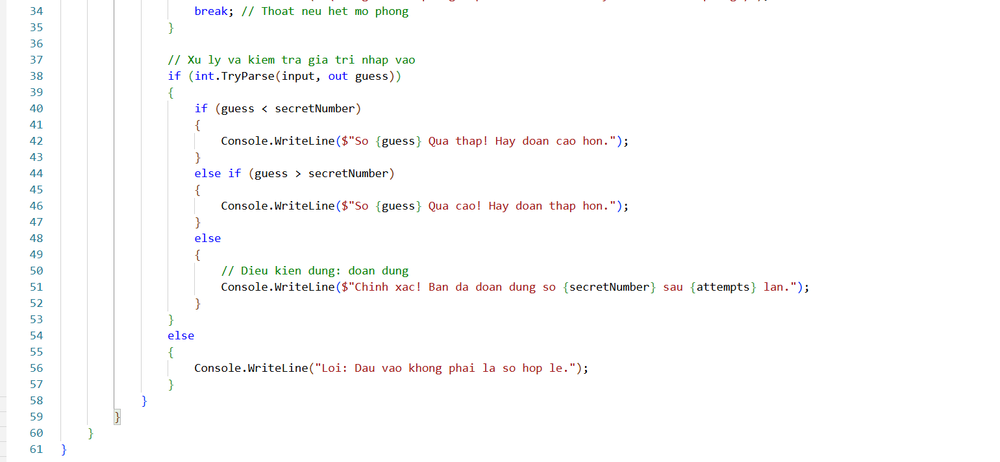 34 break; // Thoat neu het mo phong
35 }
36
37 // Xu ly va kiem tra gia tri nhap vao
38 if (int.TryParse(input, out guess))
39 {
40 if (guess < secretNumber)
41 {
42 Console.WriteLine($"So {guess} Qua thap! Hay doan cao hon.");
43 }
44 else if (guess > secretNumber)
45 {
46 Console.WriteLine($"So {guess} Qua cao! Hay doan thap hon.");
47 }
48 else
49 {
50 // Dieu kien dung: doan dung
51 Console.WriteLine($"Chinh xac! Ban da doan dung so {secretNumber} sau {attempts} lan.");
52 }
53 }
54 else
55 {
56 Console.WriteLine("Loi: Dau vao khong phai la so hop le.");
57 }
58 }
59 }
60 }
61 }